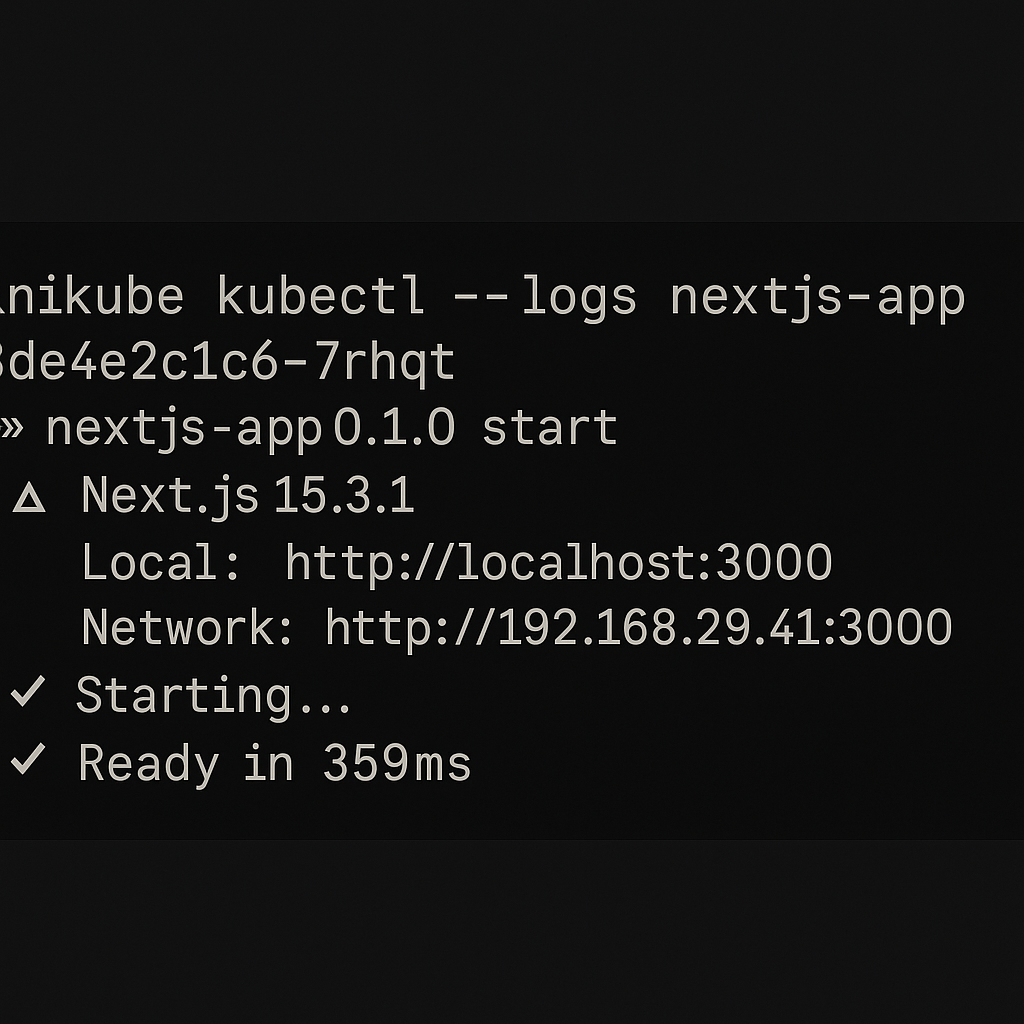 nikube kubectl --logs nextjs-app
de4e2c1c6-7rhqt
» nextjs-app 0.1.0 start
△ Next.js 15.3.1
Local: http://localhost:3000
Network: http://192.168.29.41:3000
✓ Starting...
✓ Ready in 359ms